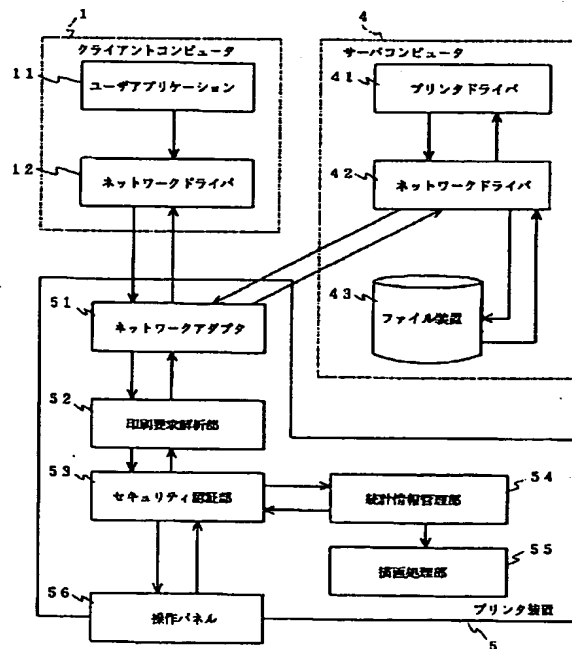 1
クライアントコンピュータ
11
ユーザアプリケーション
12
ネットワークドライバ
4
サーバコンピュータ
41
プリンタドライバ
42
ネットワークドライバ
43
ファイル装置
51
ネットワークアダプタ
52
印刷要求解析部
53
セキュリティ認証部
54
統計情報管理部
55
描画処理部
56
操作パネル
プリンタ装置
5